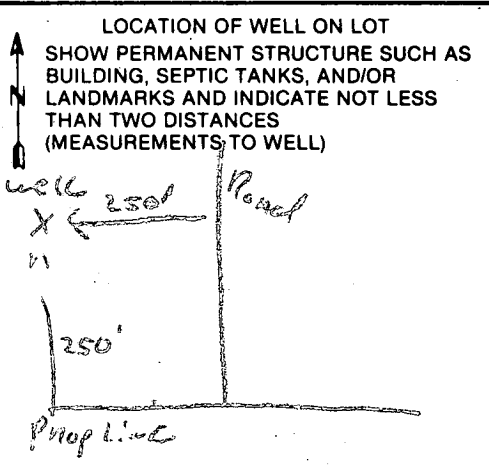 LOCATION OF WELL ON LOT
SHOW PERMANENT STRUCTURE SUCH AS
BUILDING, SEPTIC TANKS, AND/OR
N LANDMARKS AND INDICATE NOT LESS
THAN TWO DISTANCES
(MEASUREMENTS TO WELL)
well
250'
Road
X
250'
Prop Line